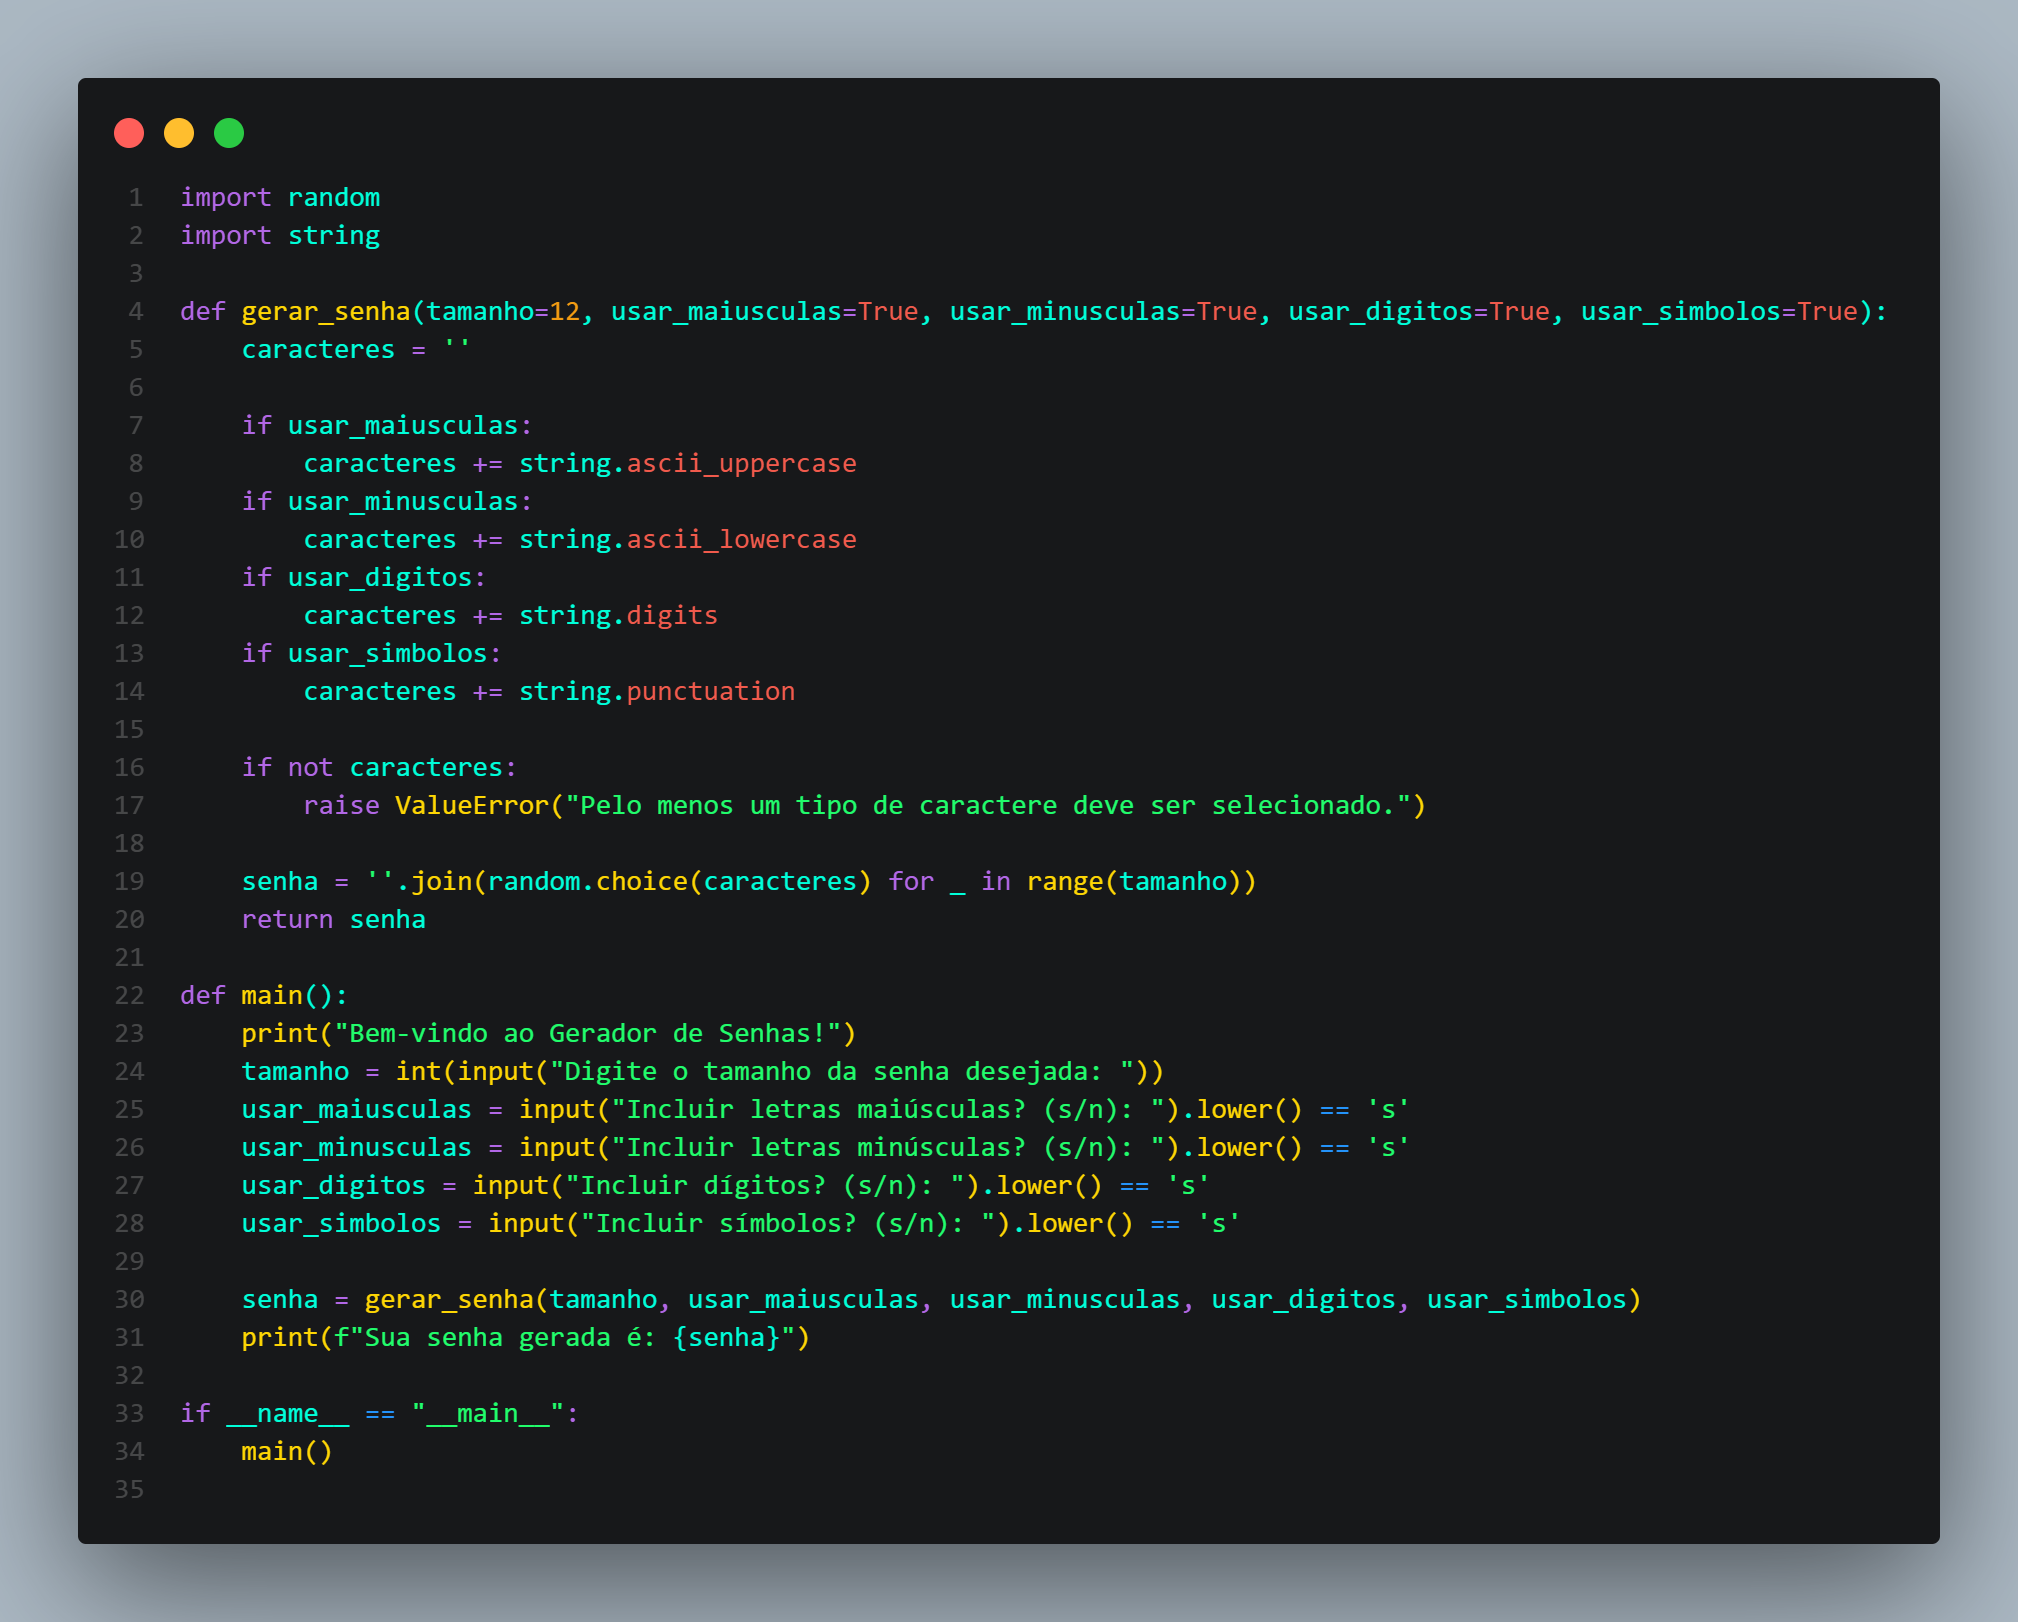 1 import random
2 import string
3
4 def gerar_senha(tamanho=12, usar_maiusculas=True, usar_minusculas=True, usar_digitos=True, usar_simbolos=True):
5     caracteres = ''
6
7     if usar_maiusculas:
8         caracteres += string.ascii_uppercase
9     if usar_minusculas:
10         caracteres += string.ascii_lowercase
11     if usar_digitos:
12         caracteres += string.digits
13     if usar_simbolos:
14         caracteres += string.punctuation
15
16     if not caracteres:
17         raise ValueError("Pelo menos um tipo de caractere deve ser selecionado.")
18
19     senha = ''.join(random.choice(caracteres) for _ in range(tamanho))
20     return senha
21
22 def main():
23     print("Bem-vindo ao Gerador de Senhas!")
24     tamanho = int(input("Digite o tamanho da senha desejada: "))
25     usar_maiusculas = input("Incluir letras maiúsculas? (s/n): ").lower() == 's'
26     usar_minusculas = input("Incluir letras minúsculas? (s/n): ").lower() == 's'
27     usar_digitos = input("Incluir dígitos? (s/n): ").lower() == 's'
28     usar_simbolos = input("Incluir símbolos? (s/n): ").lower() == 's'
29
30     senha = gerar_senha(tamanho, usar_maiusculas, usar_minusculas, usar_digitos, usar_simbolos)
31     print(f"Sua senha gerada é: {senha}")
32
33 if __name__ == "__main__":
34     main()
35